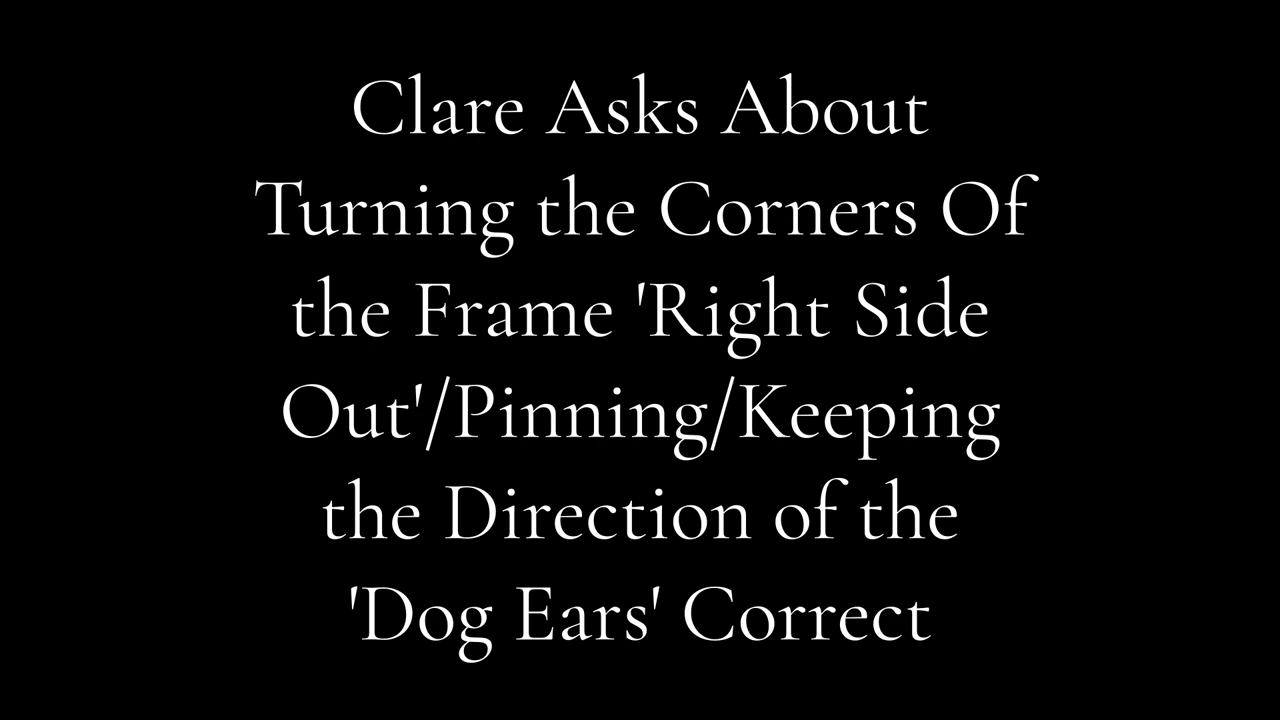 Clare Asks About
Turning the Corners Of
the Frame 'Right Side
Out'/Pinning/Keeping
the Direction of the
'Dog Ears' Correct